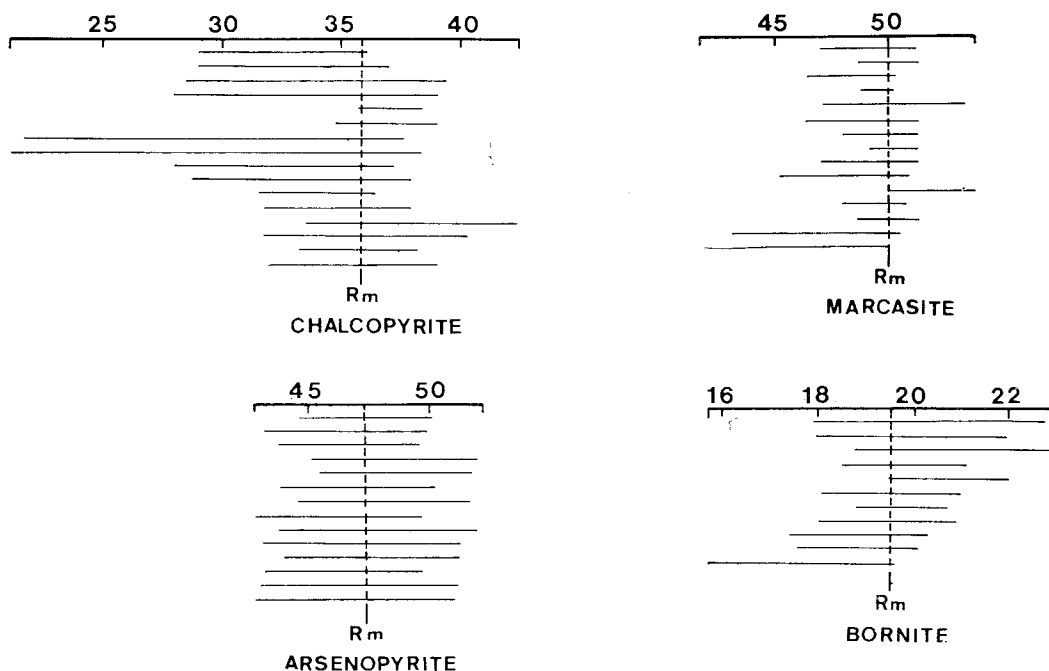 25 30 35 40
Rm
CHALCOPYRITE
45 50
Rm
MARCASITE
45 50
Rm
ARSENOPYRITE
16 18 20 22
Rm
BORNITE